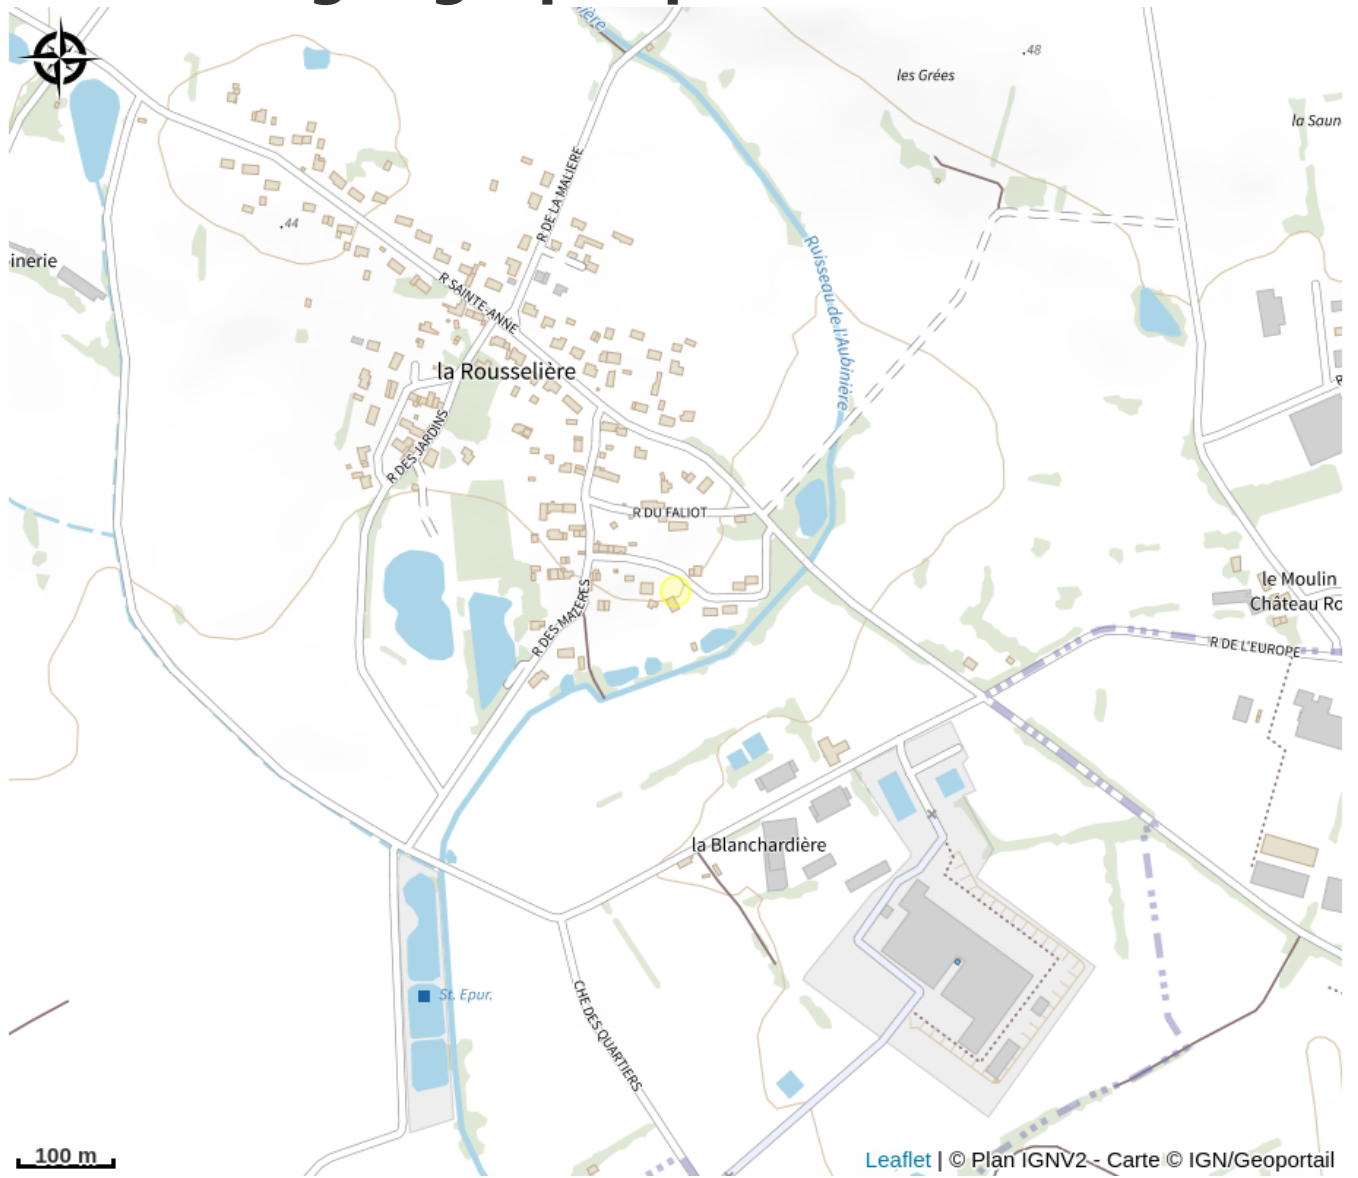 ière
.48
les Grées
la Saun
R DE LA MALIERE
.44
inerie
Ruisseau de l'Aubinière
R SAINTE-ANNE
la Rousselière
R DES JARDINS
R DU FALIOT
le Moulin
Château Ro
R DES MAZERES
R DE L'EUROPE
la Blanchardière
St. Epur.
CHE DES QUARTIERS
100 m
Leaflet | © Plan IGNV2 - Carte © IGN/Geoportail